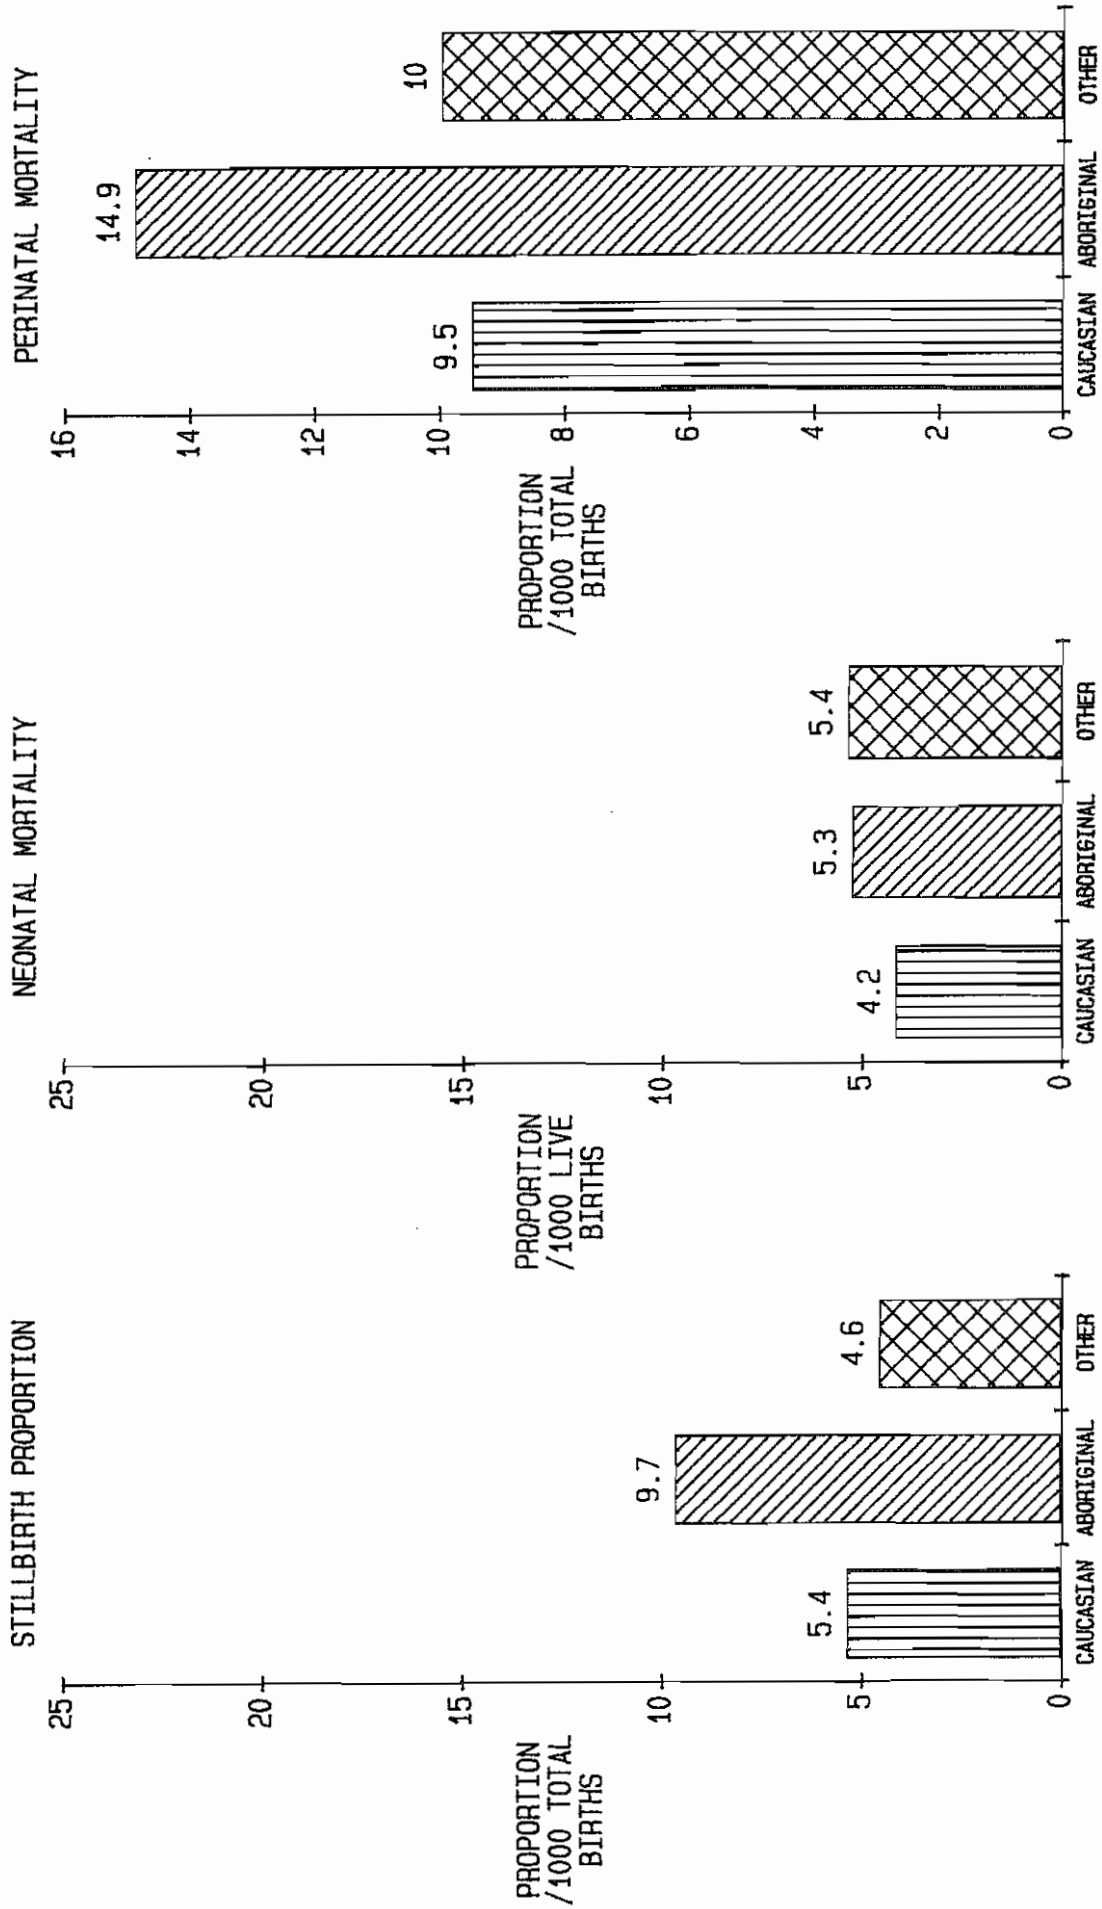 STILLBIRTH PROPORTION
PROPORTION
/1000 TOTAL
BIRTHS
25
20
15
10
5
0
5.4
9.7
4.6
CAUCASIAN
ABORIGINAL
OTHER
NEONATAL MORTALITY
PROPORTION
/1000 LIVE
BIRTHS
25
20
15
10
5
0
4.2
5.3
5.4
CAUCASIAN
ABORIGINAL
OTHER
PERINATAL MORTALITY
PROPORTION
/1000 TOTAL
BIRTHS
16
14
12
10
8
6
4
2
0
9.5
14.9
10
CAUCASIAN
ABORIGINAL
OTHER